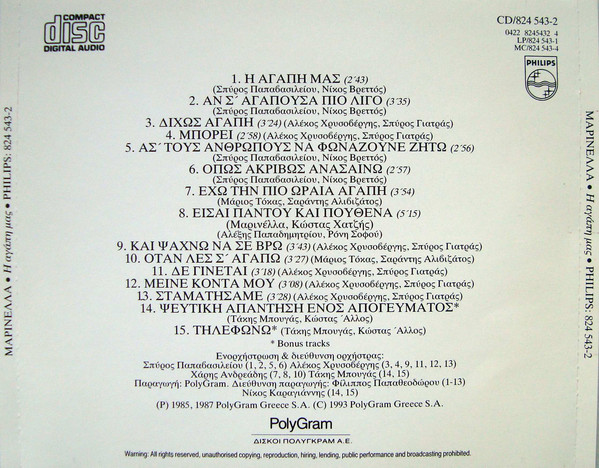 COMPACT
disc
DIGITAL AUDIO
CD/824 543-2
0422 8245432 4
LP/824 543-1
MC/824 543-4
PHILIPS
1. Η ΑΓΑΠΗ ΜΑΣ (2΄43)
(Σπύρος Παπαδασιλείου, Νίκος Βρεττός)
2. ΑΝ Σ΄ ΑΓΑΠΟΥΣΑ ΠΙΟ ΛΙΓΟ (3΄35)
(Σπύρος Παπαβασιλείου, Νίκος Βρεττός)
3. ΔΙΧΩΣ ΑΓΑΠΗ (3΄24) (Αλέκος Χρυσοβέργης, Σπύρος Γιατράς)
4. ΜΠΟΡΕΙ (2΄58) (Αλέκος Χρυσοβέργης, Σπύρος Γιατράς)
5. ΑΣ΄ ΤΟΥΣ ΑΝΘΡΩΠΟΥΣ ΝΑ ΦΩΝΑΖΟΥΝΕ ΖΗΤΩ (2΄56)
(Σπύρος Παπαβασιλείου, Νίκος Βρεττός)
6. ΟΠΩΣ ΑΚΡΙΒΩΣ ΑΝΑΣΑΙΝΩ (2΄57)
(Σπύρος Παπαβασιλείου, Νίκος Βρεττός)
7. ΕΧΩ ΤΗΝ ΠΙΟ ΩΡΑΙΑ ΑΓΑΠΗ (3΄54)
(Μάριος Τόκας, Σαράντης Αλιβιζάτος)
8. ΕΙΣΑΙ ΠΑΝΤΟΥ ΚΑΙ ΠΟΥΘΕΝΑ (5΄15)
(Μαρινέλλα, Κώστας Χατζής)
(Αλέξης Παπαδημητρίου, Ρόνη Σοφού)
9. ΚΑΙ ΨΑΧΝΩ ΝΑ ΣΕ ΒΡΩ (3΄43) (Αλέκος Χρυσοβέργης, Σπύρος Γιατράς)
10. ΟΤΑΝ ΛΕΣ Σ΄ ΑΓΑΠΩ (3΄27) (Μάριος Τόκας, Σαράντης Αλιβιζάτος)
11. ΔΕ ΓΙΝΕΤΑΙ (3΄18) (Αλέκος Χρυσοβέργης, Σπύρος Γιατράς)
12. ΜΕΙΝΕ ΚΟΝΤΑ ΜΟΥ (3΄08) (Αλέκος Χρυσοβέργης, Σπύρος Γιατράς)
13. ΣΤΑΜΑΤΗΣΑΜΕ (3΄28) (Αλέκος Χρυσοβέργης, Σπύρος Γιατράς)
14. ΨΕΥΤΙΚΗ ΑΠΑΝΤΗΣΗ ΕΝΟΣ ΑΠΟΓΕΥΜΑΤΟΣ*
(Τάκης Μπουγάς, Κώστας ΄Αλλος)
15. ΤΗΛΕΦΩΝΩ* (Τάκης Μπουγάς, Κώστας ΄Αλλος)
* Bonus tracks
Ενορχήστρωση & διεύθυνση ορχήστρας:
Σπύρος Παπαβασιλείου (1, 2, 5, 6) Αλέκος Χρυσοβέργης (3, 4, 9, 11, 12, 13)
Χάρης Ανδρεάδης (7, 8, 10) Τάκης Μπουγάς (14, 15)
Παραγωγή: PolyGram. Διεύθυνση παραγωγής: Φίλιππος Παπαθεοδώρου (1-13)
Νίκος Καραγιάννης (14, 15)
(P) 1985, 1987 PolyGram Greece S.A. (C) 1993 PolyGram Greece S.A.
PolyGram
ΔΙΣΚΟΙ ΠΟΛΥΓΚΡΑΜ Α.Ε.
Warning: All rights reserved, unauthorised copying, reproduction, hiring, lending, public performance and broadcasting prohibited.
ΜΑΡΙΝΕΛΛΑ • Η αγάπη μας • PHILIPS: 824 543-2
ΜΑΡΙΝΕΛΛΑ • Η αγάπη μας • PHILIPS: 824 543-2